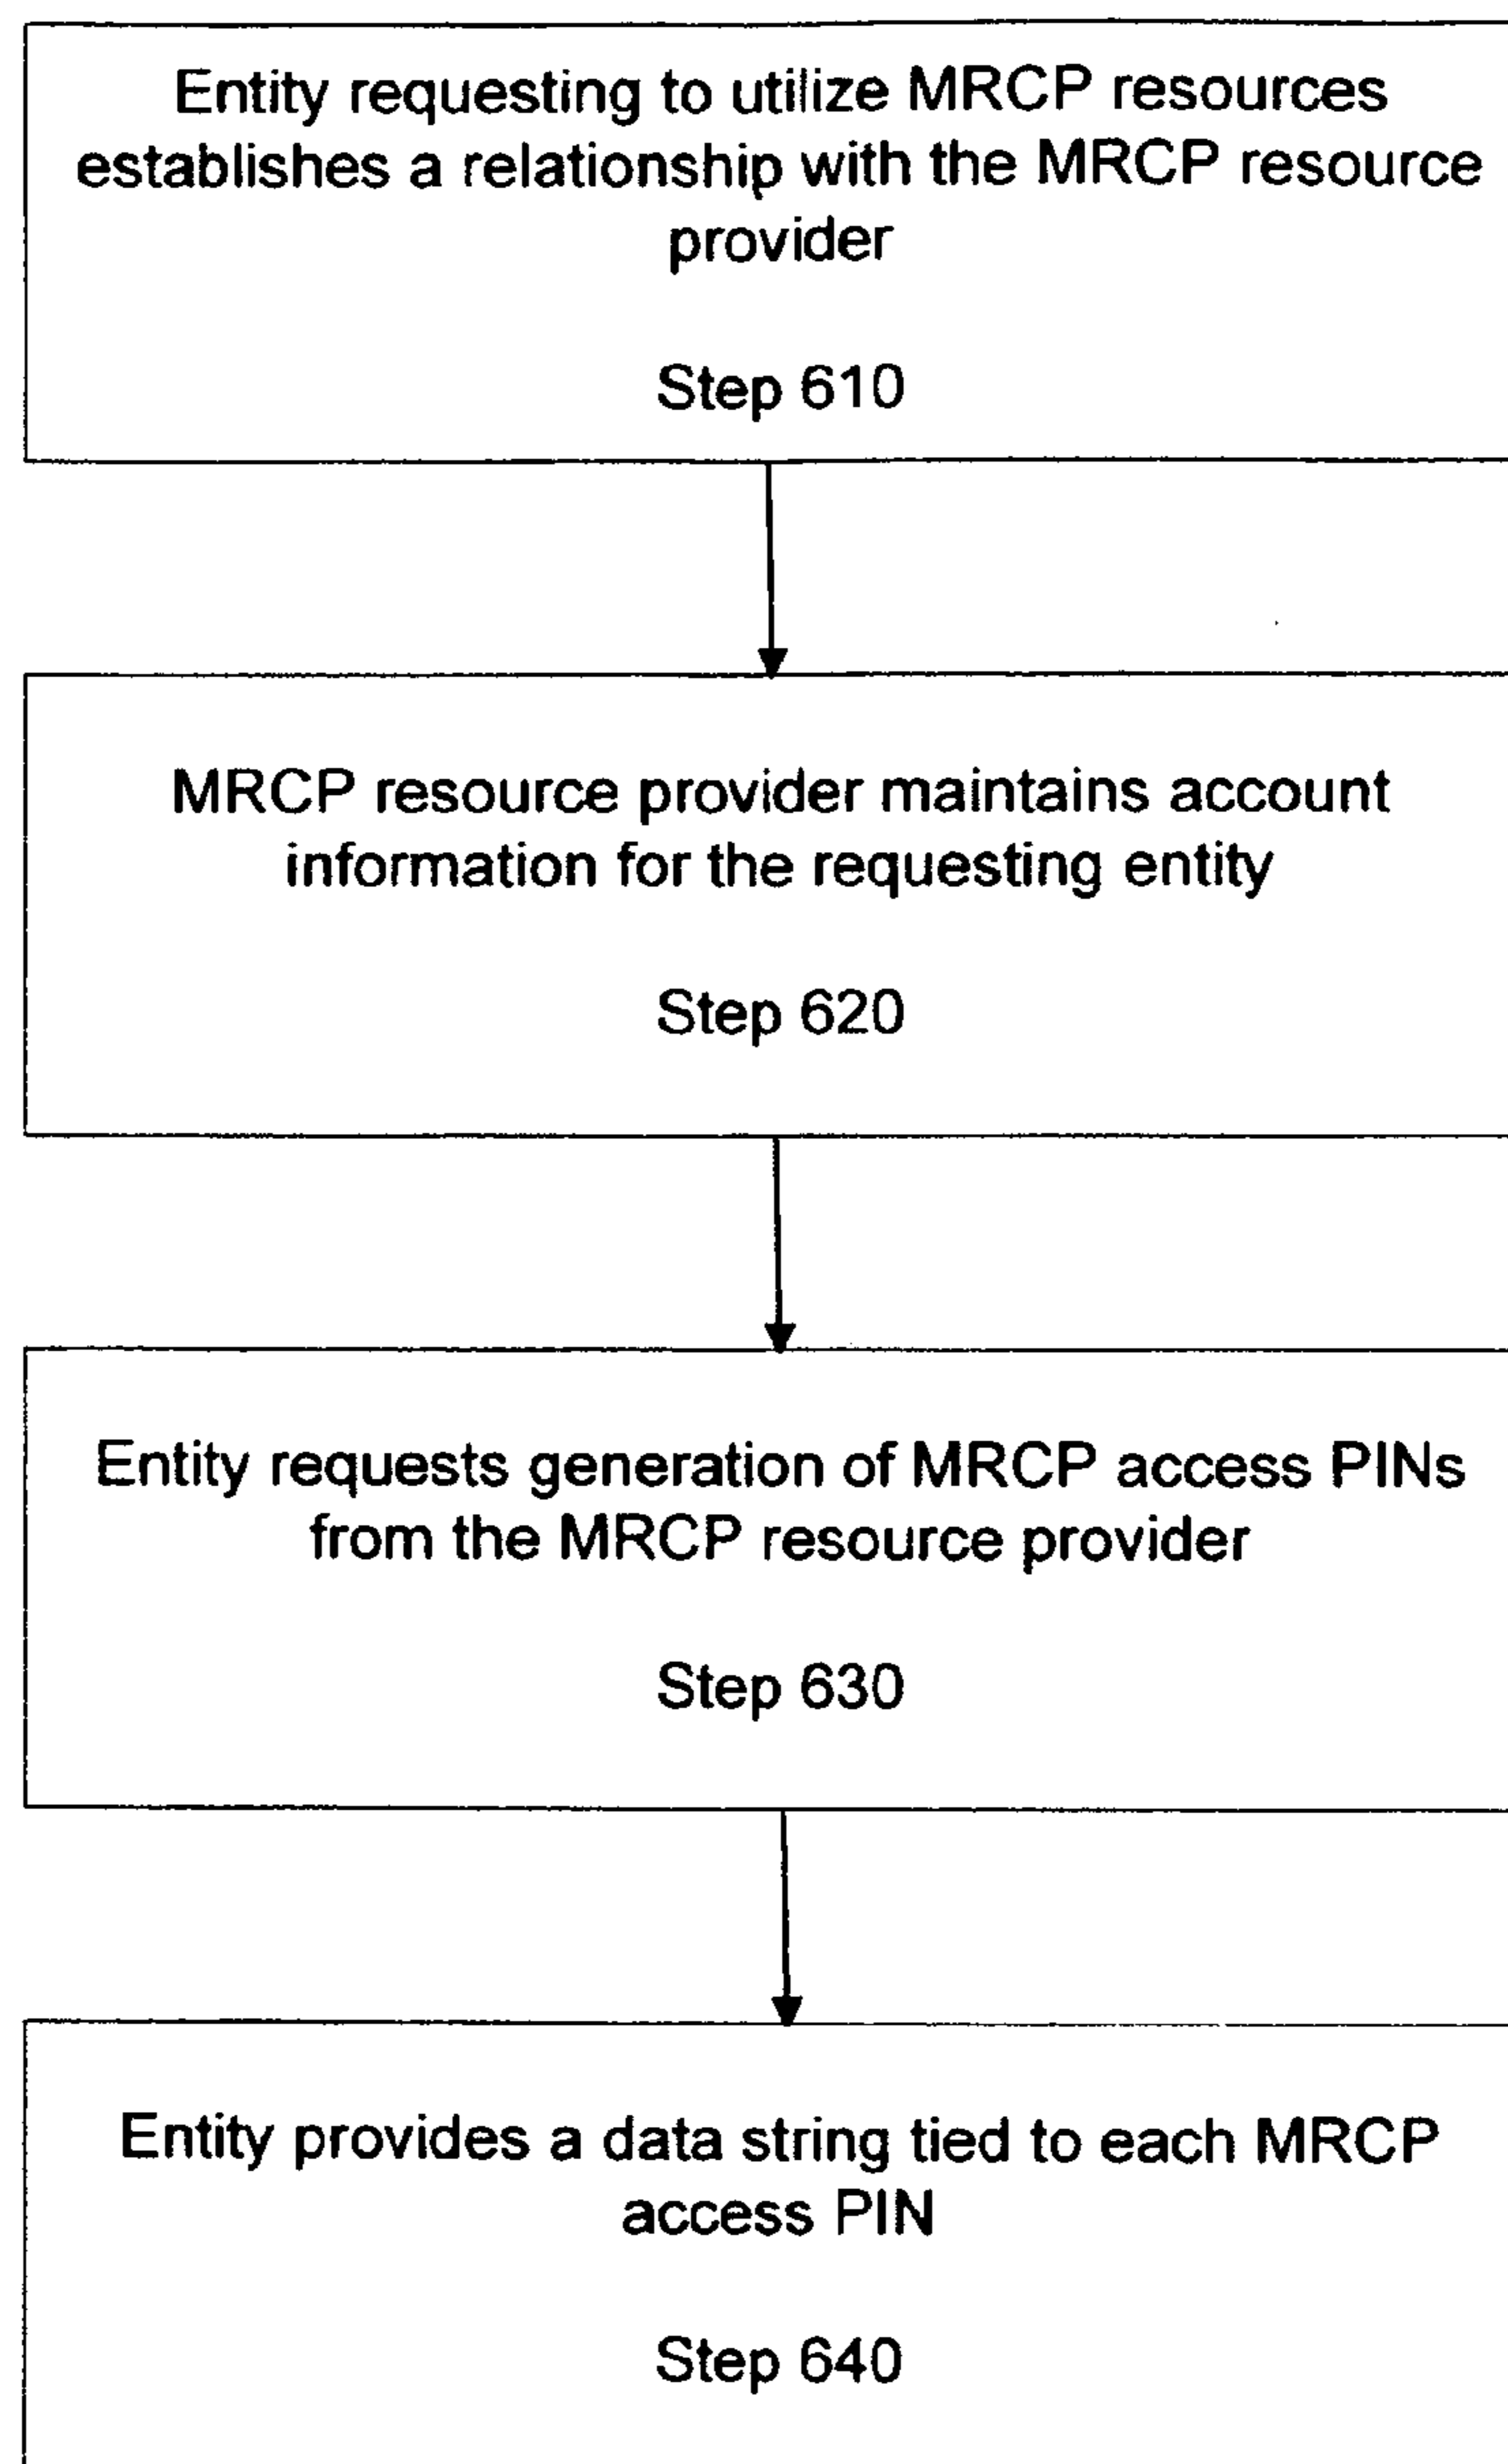 Entity requesting to utilize MRCP resources
establishes a relationship with the MRCP resource
provider
Step 610
MRCP resource provider maintains account
information for the requesting entity
Step 620
Entity requests generation of MRCP access PINs
from the MRCP resource provider
Step 630
Entity provides a data string tied to each MRCP
access PIN
Step 640